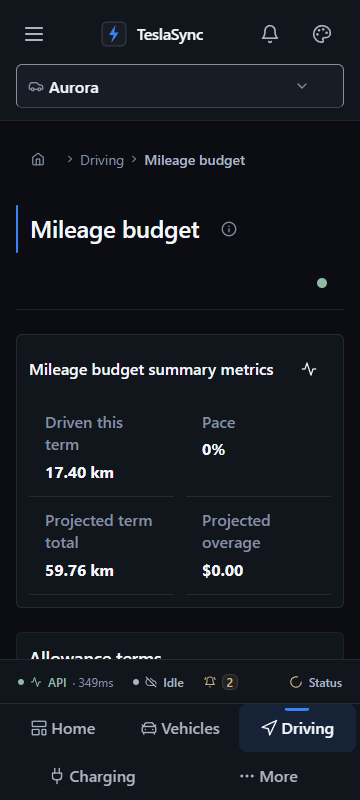 TeslaSync
Aurora
Driving
Mileage budget
Mileage budget
Mileage budget summary metrics
Driven this
term
17.40 km
Pace
0%
Projected term
total
59.76 km
Projected
overage
$0.00
Allowance terms
API · 349ms
Idle
2
Status
Home
Vehicles
Driving
Charging
More